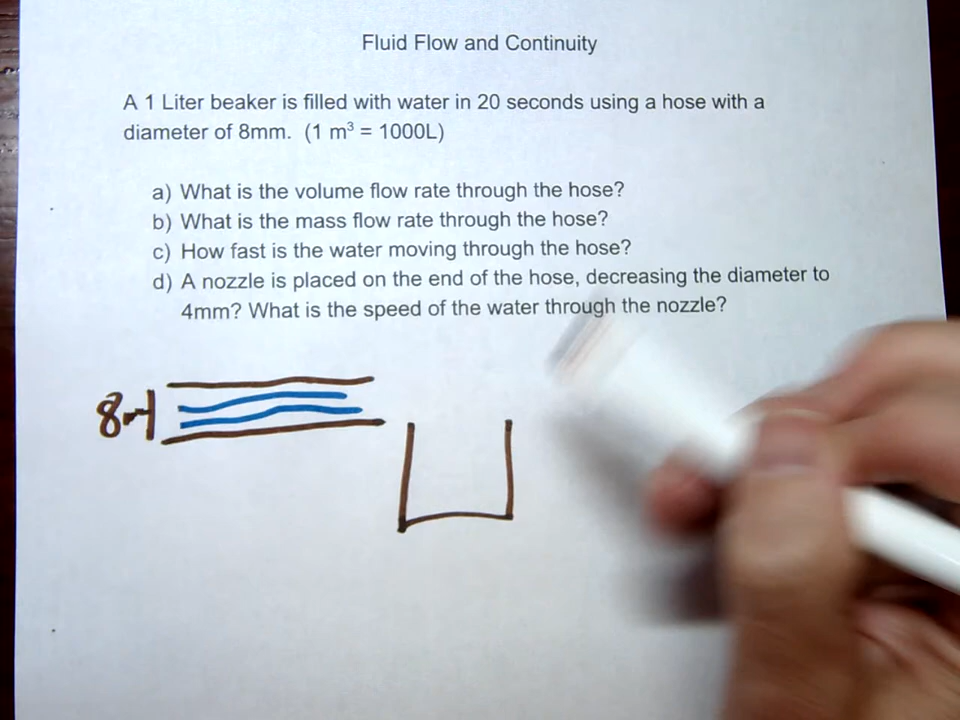 Fluid Flow and Continuity
A 1 Liter beaker is filled with water in 20 seconds using a hose with a
diameter of 8mm. (1 m³ = 1000L)
a) What is the volume flow rate through the hose?
b) What is the mass flow rate through the hose?
c) How fast is the water moving through the hose?
d) A nozzle is placed on the end of the hose, decreasing the diameter to
4mm? What is the speed of the water through the nozzle?